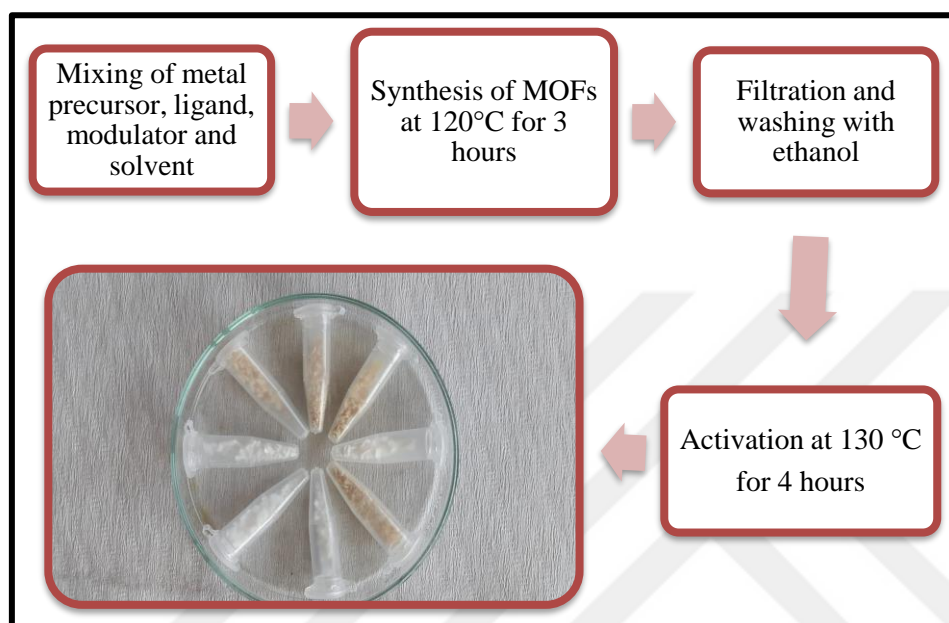 Mixing of metal
precursor, ligand,
modulator and
solvent
Synthesis of MOFs
at 120°C for 3
hours
Filtration and
washing with
ethanol
Activation at 130 °C
for 4 hours